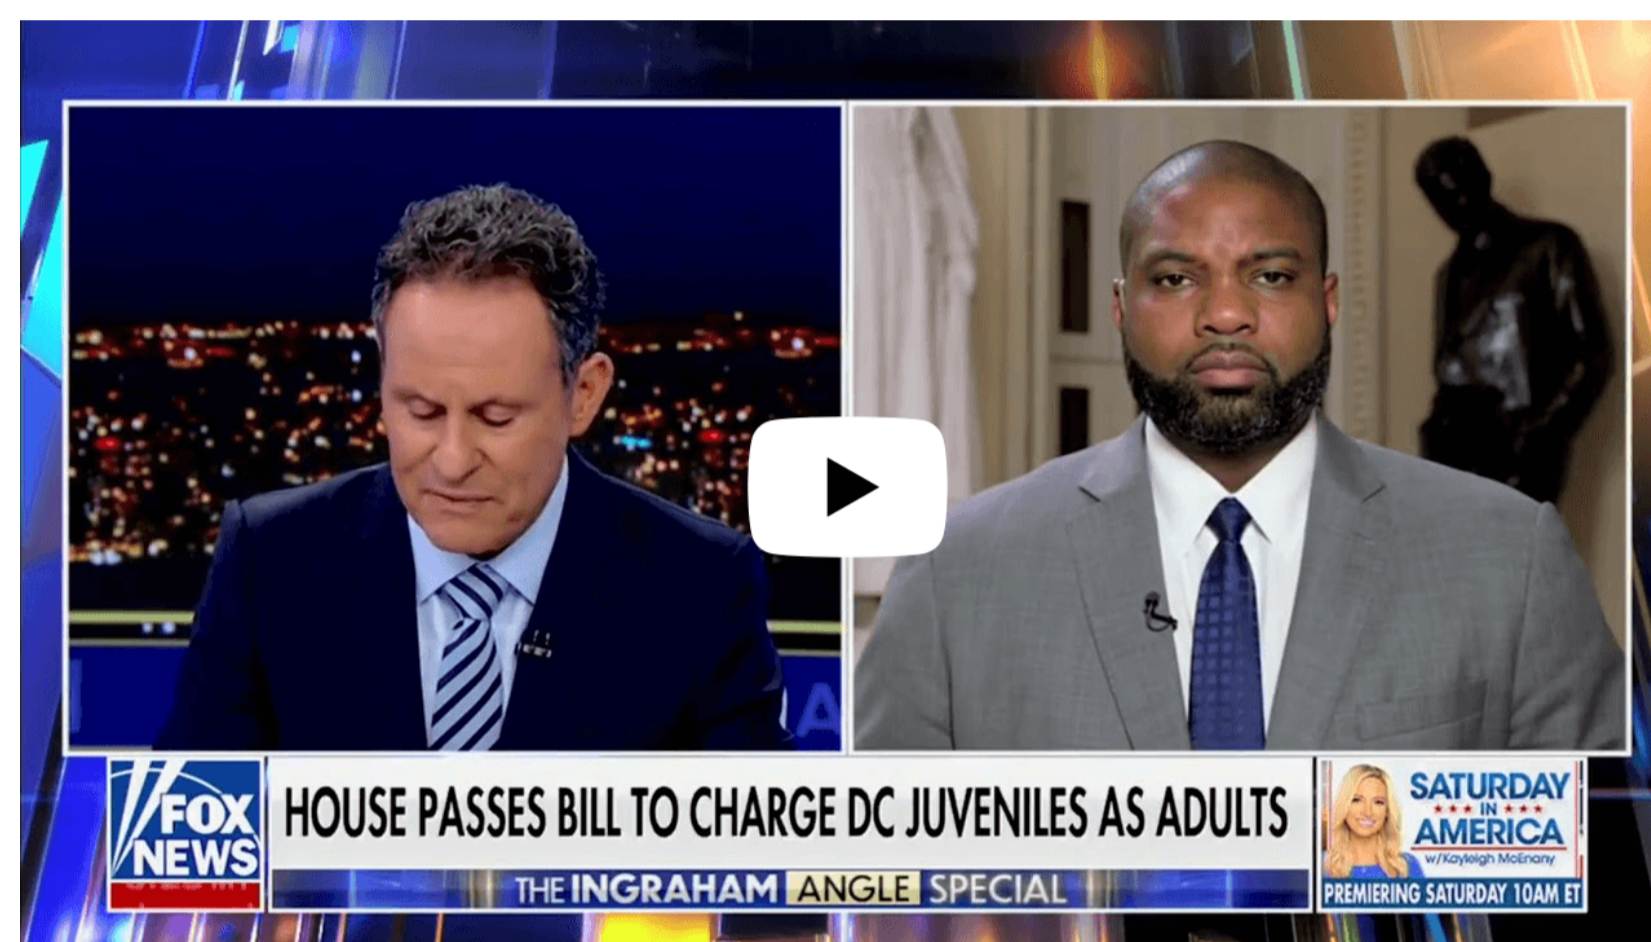 A
FOX
NEWS
HOUSE PASSES BILL TO CHARGE DC JUVENILES AS ADULTS
THE INGRAHAM ANGLE SPECIAL
SATURDAY
IN
AMERICA
w/Kayleigh McEnany
PREMIERING SATURDAY 10AM ET